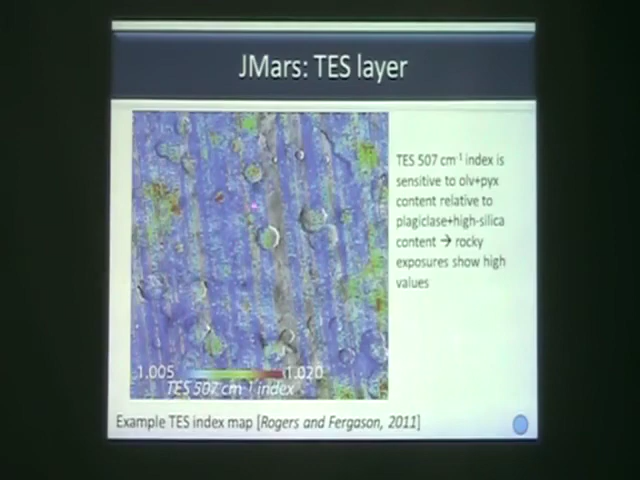 JMars: TES layer
TES 507 cm⁻¹ index is
sensitive to olv+pyx
content relative to
plagiclase+high-silica
content → rocky
exposures show high
values
1.005 1.020
TES 507 cm⁻¹ index
Example TES index map [Rogers and Fergason, 2011]